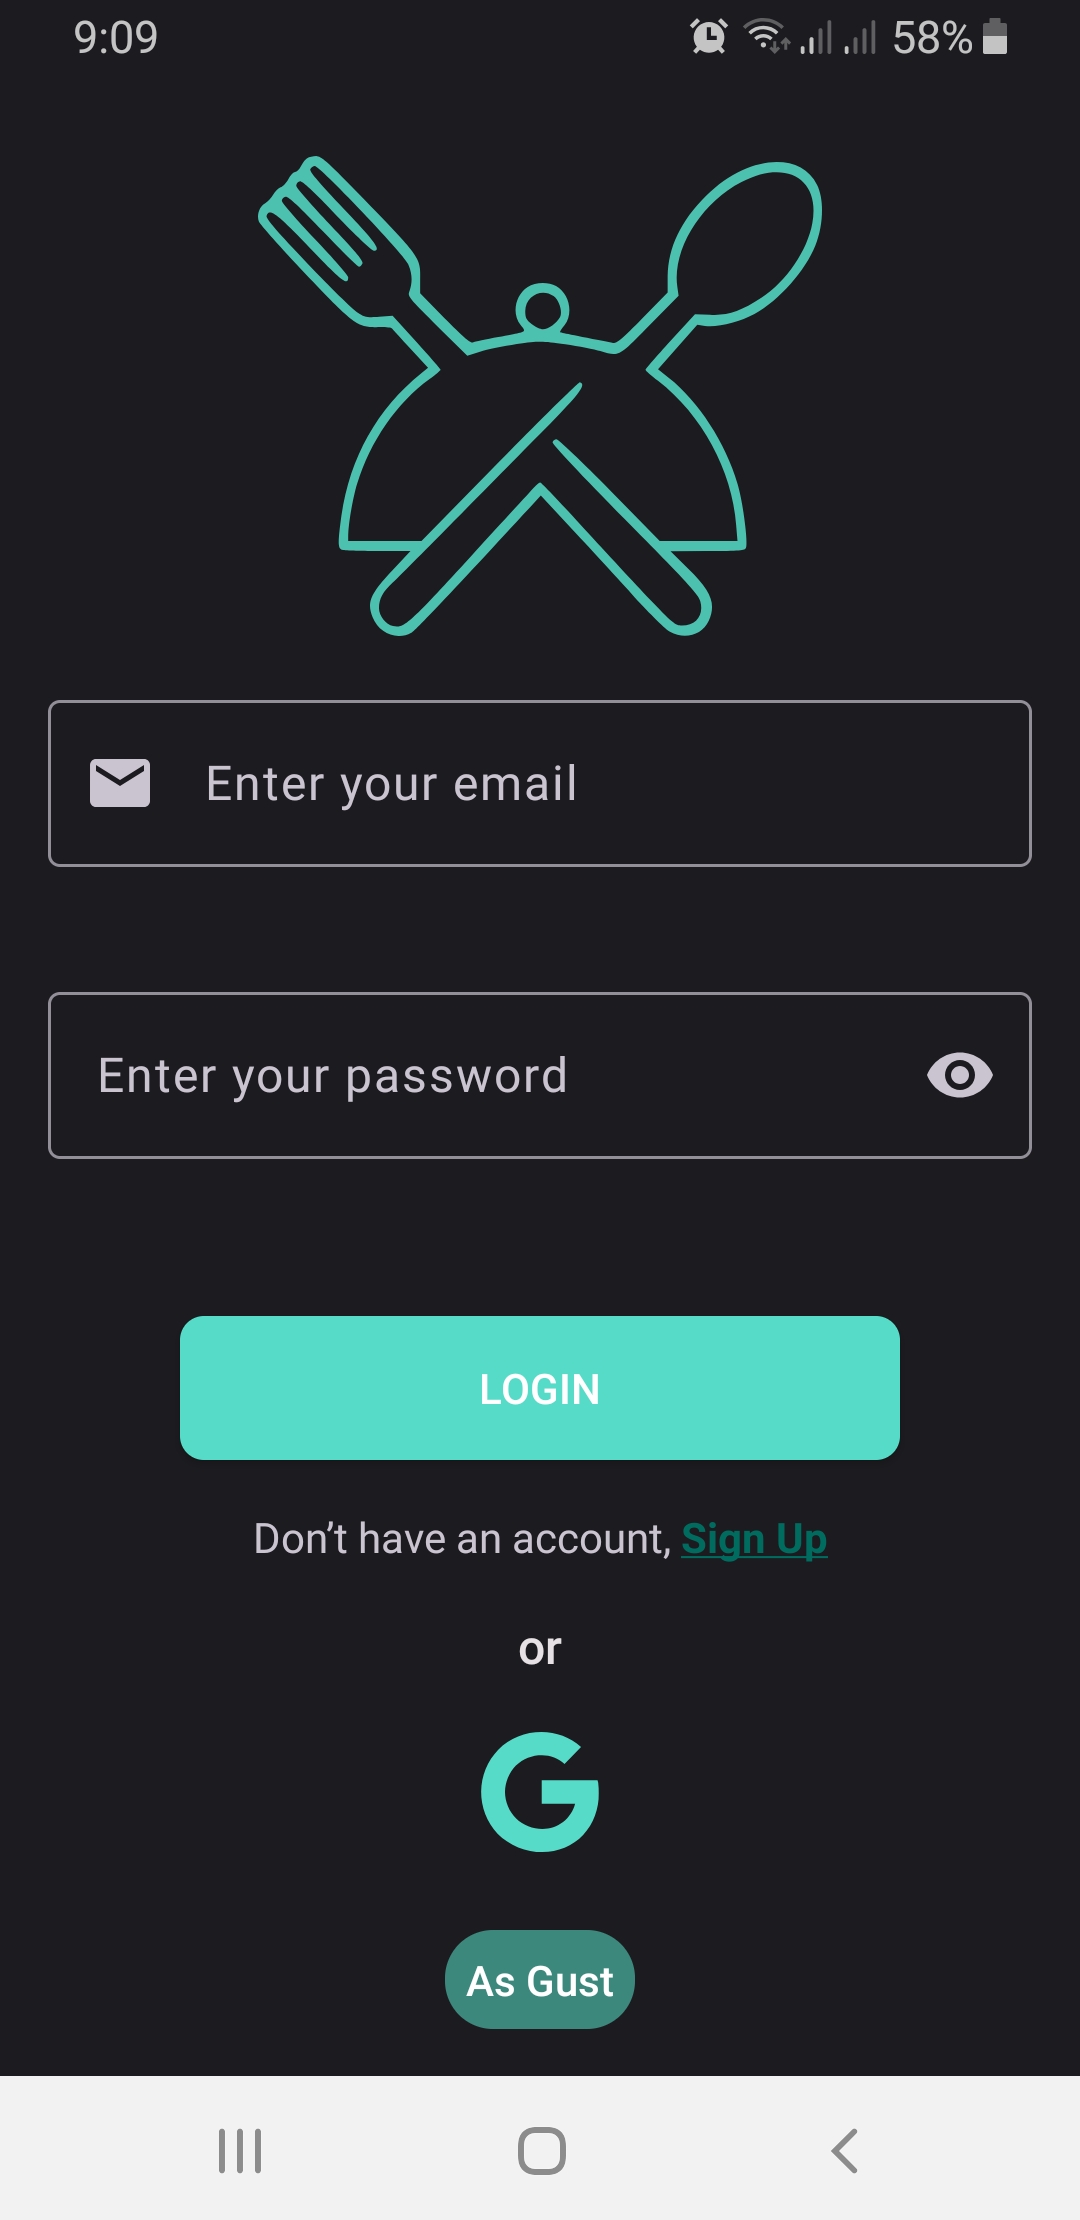 9:09 58%
Enter your email
Enter your password
LOGIN
Don't have an account, Sign Up
or
G
As Gust